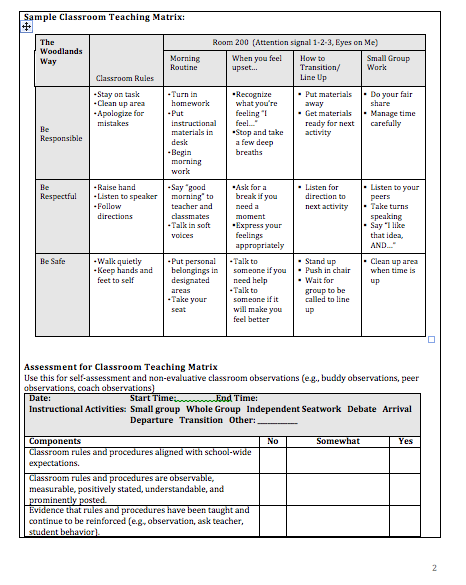 Sample Classroom Teaching Matrix:
The Woodlands Way
Room 200 (Attention signal 1-2-3, Eyes on Me)
Classroom Rules
Morning Routine
When you feel upset…
How to Transition/ Line Up
Small Group Work
Be Responsible
• Stay on task
• Clean up area
• Apologize for mistakes
• Turn in homework
• Put instructional materials in desk
• Begin morning work
▪ Recognize what you're feeling "I feel…"
▪ Stop and take a few deep breaths
▪ Put materials away
▪ Get materials ready for next activity
▪ Do your fair share
▪ Manage time carefully
Be Respectful
• Raise hand
• Listen to speaker
• Follow directions
• Say "good morning" to teacher and classmates
• Talk in soft voices
▪ Ask for a break if you need a moment
▪ Express your feelings appropriately
▪ Listen for direction to next activity
▪ Listen to your peers
▪ Take turns speaking
▪ Say "I like that idea, AND…"
Be Safe
• Walk quietly
• Keep hands and feet to self
• Put personal belongings in designated areas
• Take your seat
• Talk to someone if you need help
• Talk to someone if it will make you feel better
▪ Stand up
▪ Push in chair
▪ Wait for group to be called to line up
▪ Clean up area when time is up
Assessment for Classroom Teaching Matrix
Use this for self-assessment and non-evaluative classroom observations (e.g., buddy observations, peer
observations, coach observations)
Date: Start Time: End Time:
Instructional Activities: Small group Whole Group Independent Seatwork Debate Arrival
Departure Transition Other: ________
Components No Somewhat Yes
Classroom rules and procedures aligned with school-wide
expectations.
Classroom rules and procedures are observable,
measurable, positively stated, understandable, and
prominently posted.
Evidence that rules and procedures have been taught and
continue to be reinforced (e.g., observation, ask teacher,
student behavior).
2